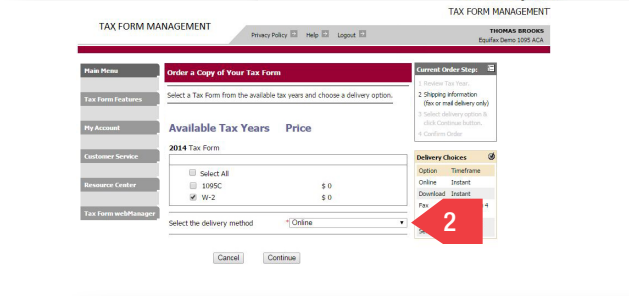 TAX FORM MANAGEMENT
TAX FORM MANAGEMENT
Privacy Policy Help Logout
THOMAS BROOKS
Equifax Demo 1095 ACA
Main Menu
Tax Form Features
My Account
Customer Service
Resource Center
Tax Form webManager
Order a Copy of Your Tax Form
Select a Tax Form from the available tax years and choose a delivery option.
Available Tax Years Price
2014 Tax Form
Select All
1095C $ 0
W-2 $ 0
Select the delivery method * Online
Cancel Continue
Current Order Step:
1 Review Tax Year.
2 Shipping information
(fax or mail delivery only)
3 Select delivery option &
click Continue button.
4 Confirm Order
Delivery Choices
Option Timeframe
Online Instant
Download Instant
Fax 4
2